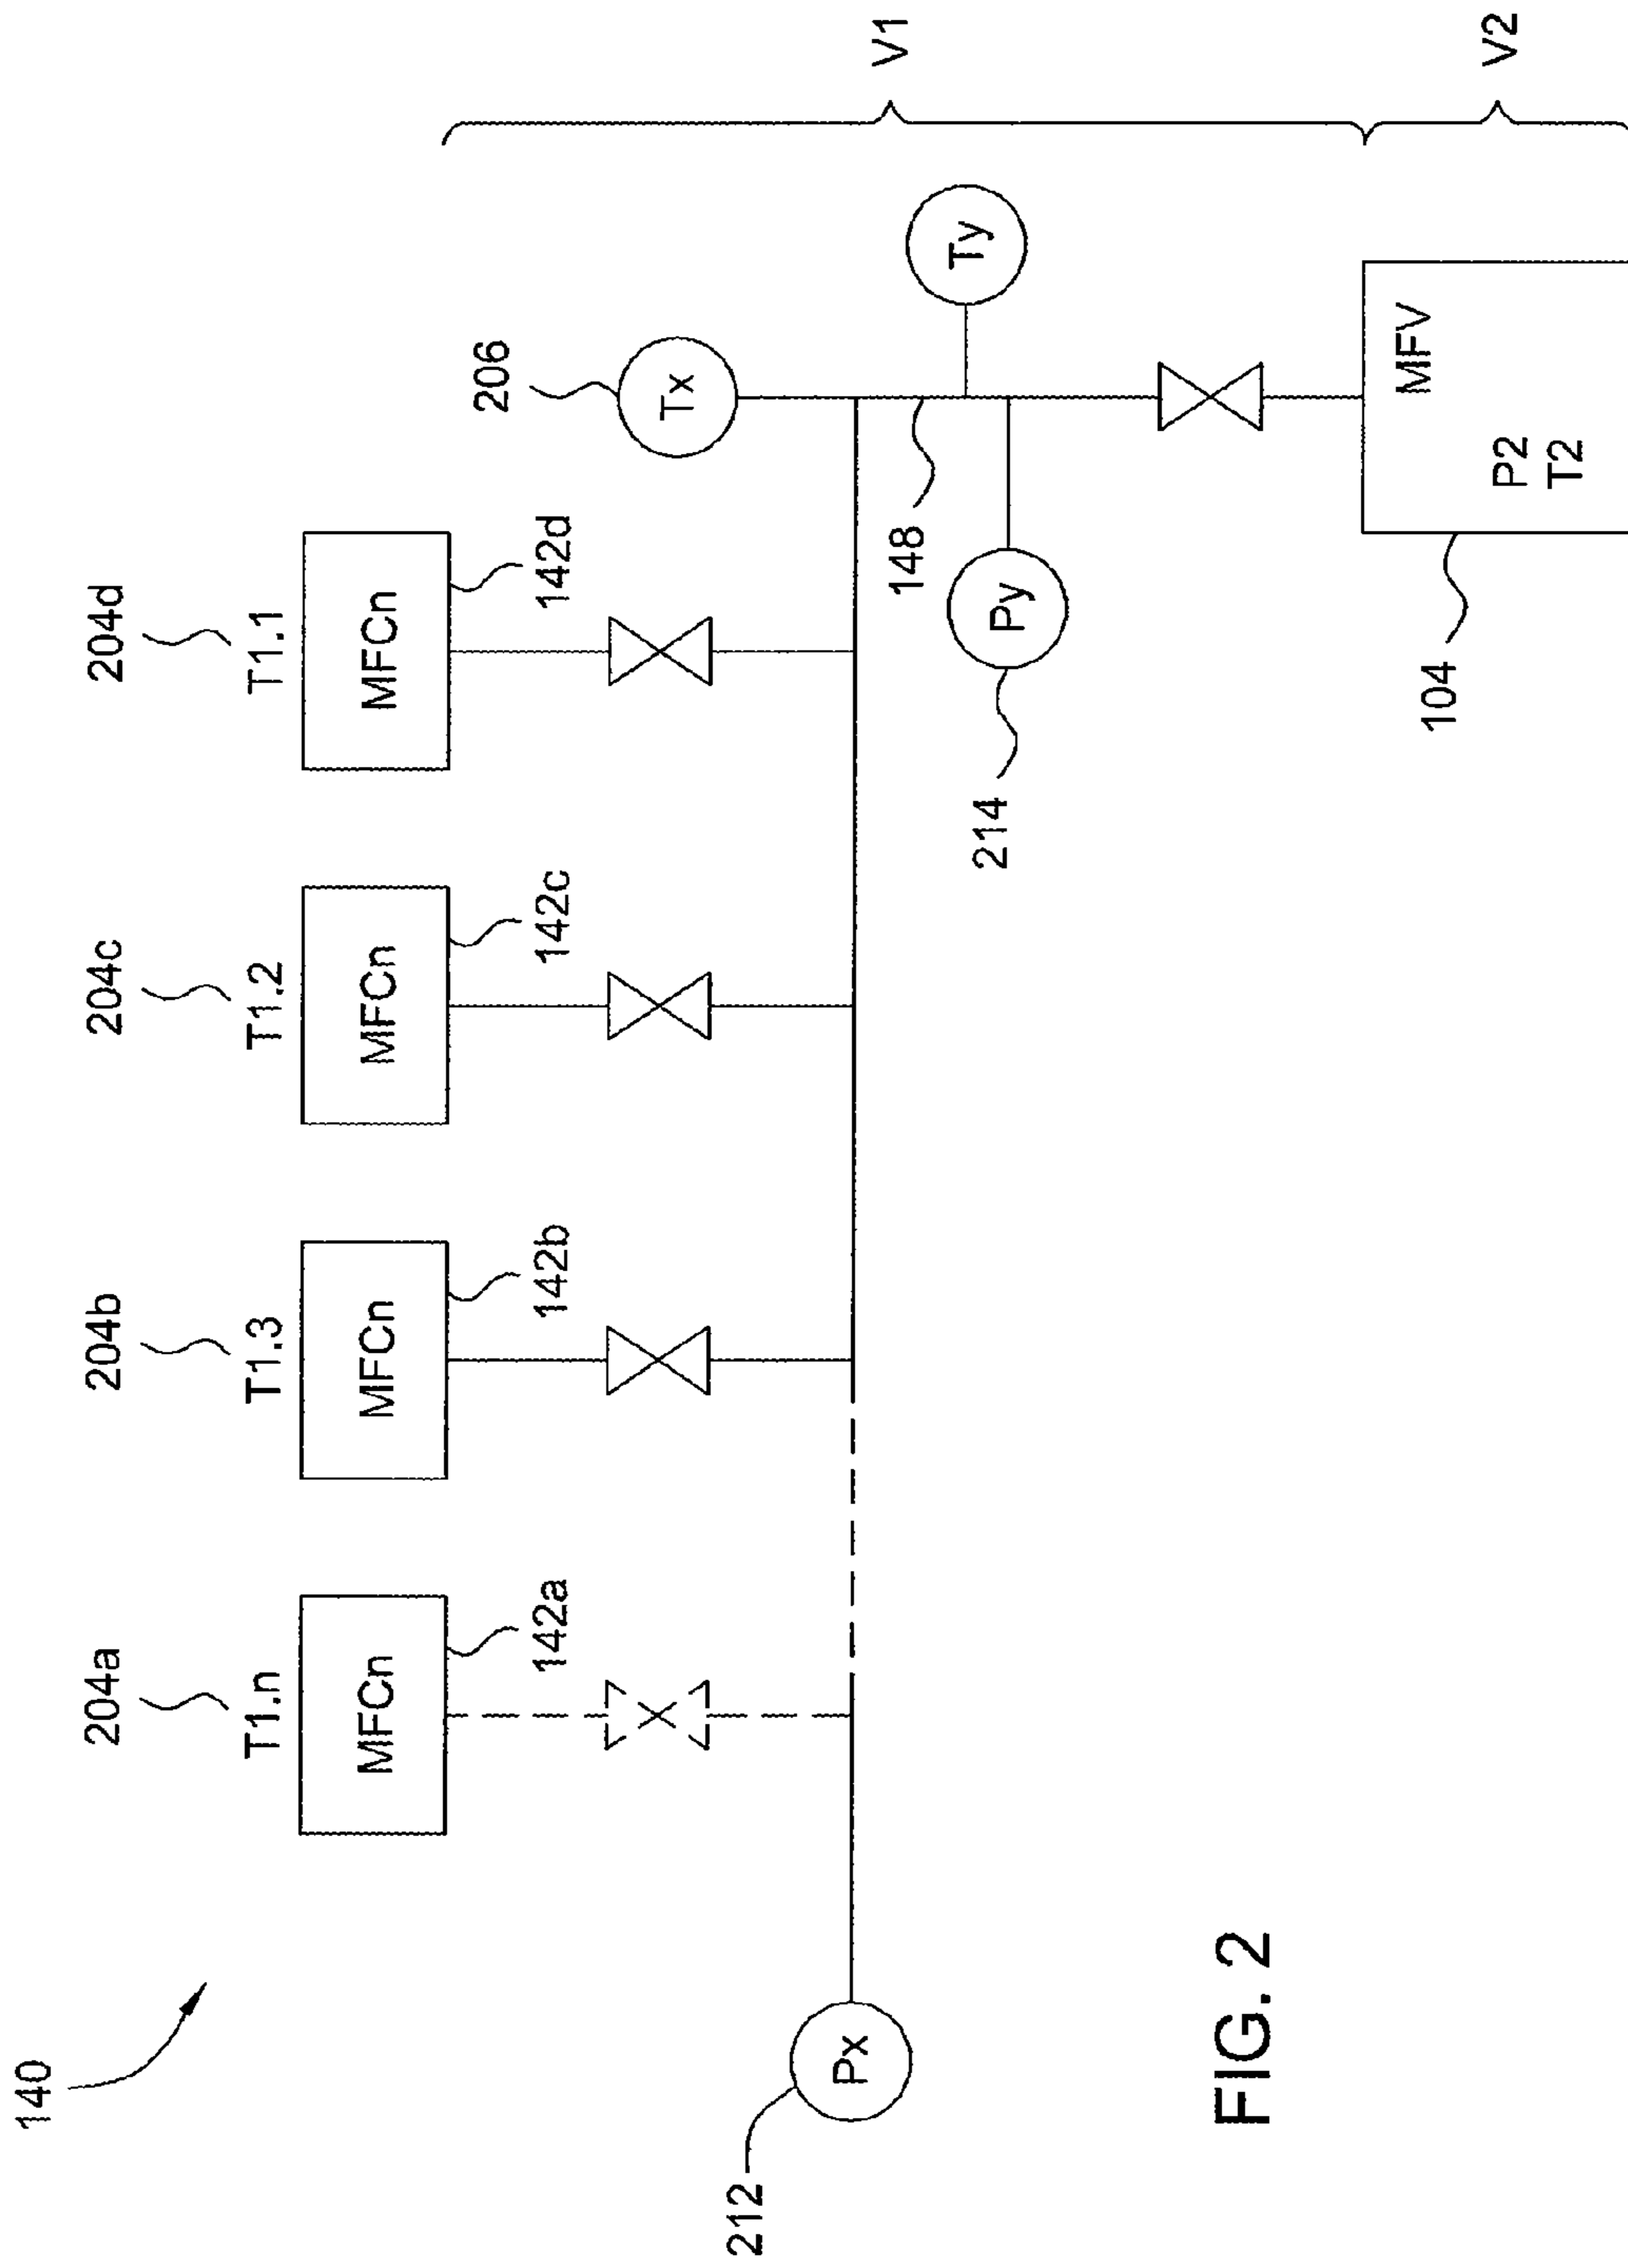 140
204a
204b
204c
204d
T1.n
T1.3
T1.2
T1.1
MFCn
MFCn
MFCn
MFCn
142a
142b
142c
142d
206
Tx
212
Px
148
Ty
214
Py
V1
104
MFV
P2
T2
V2
FIG. 2